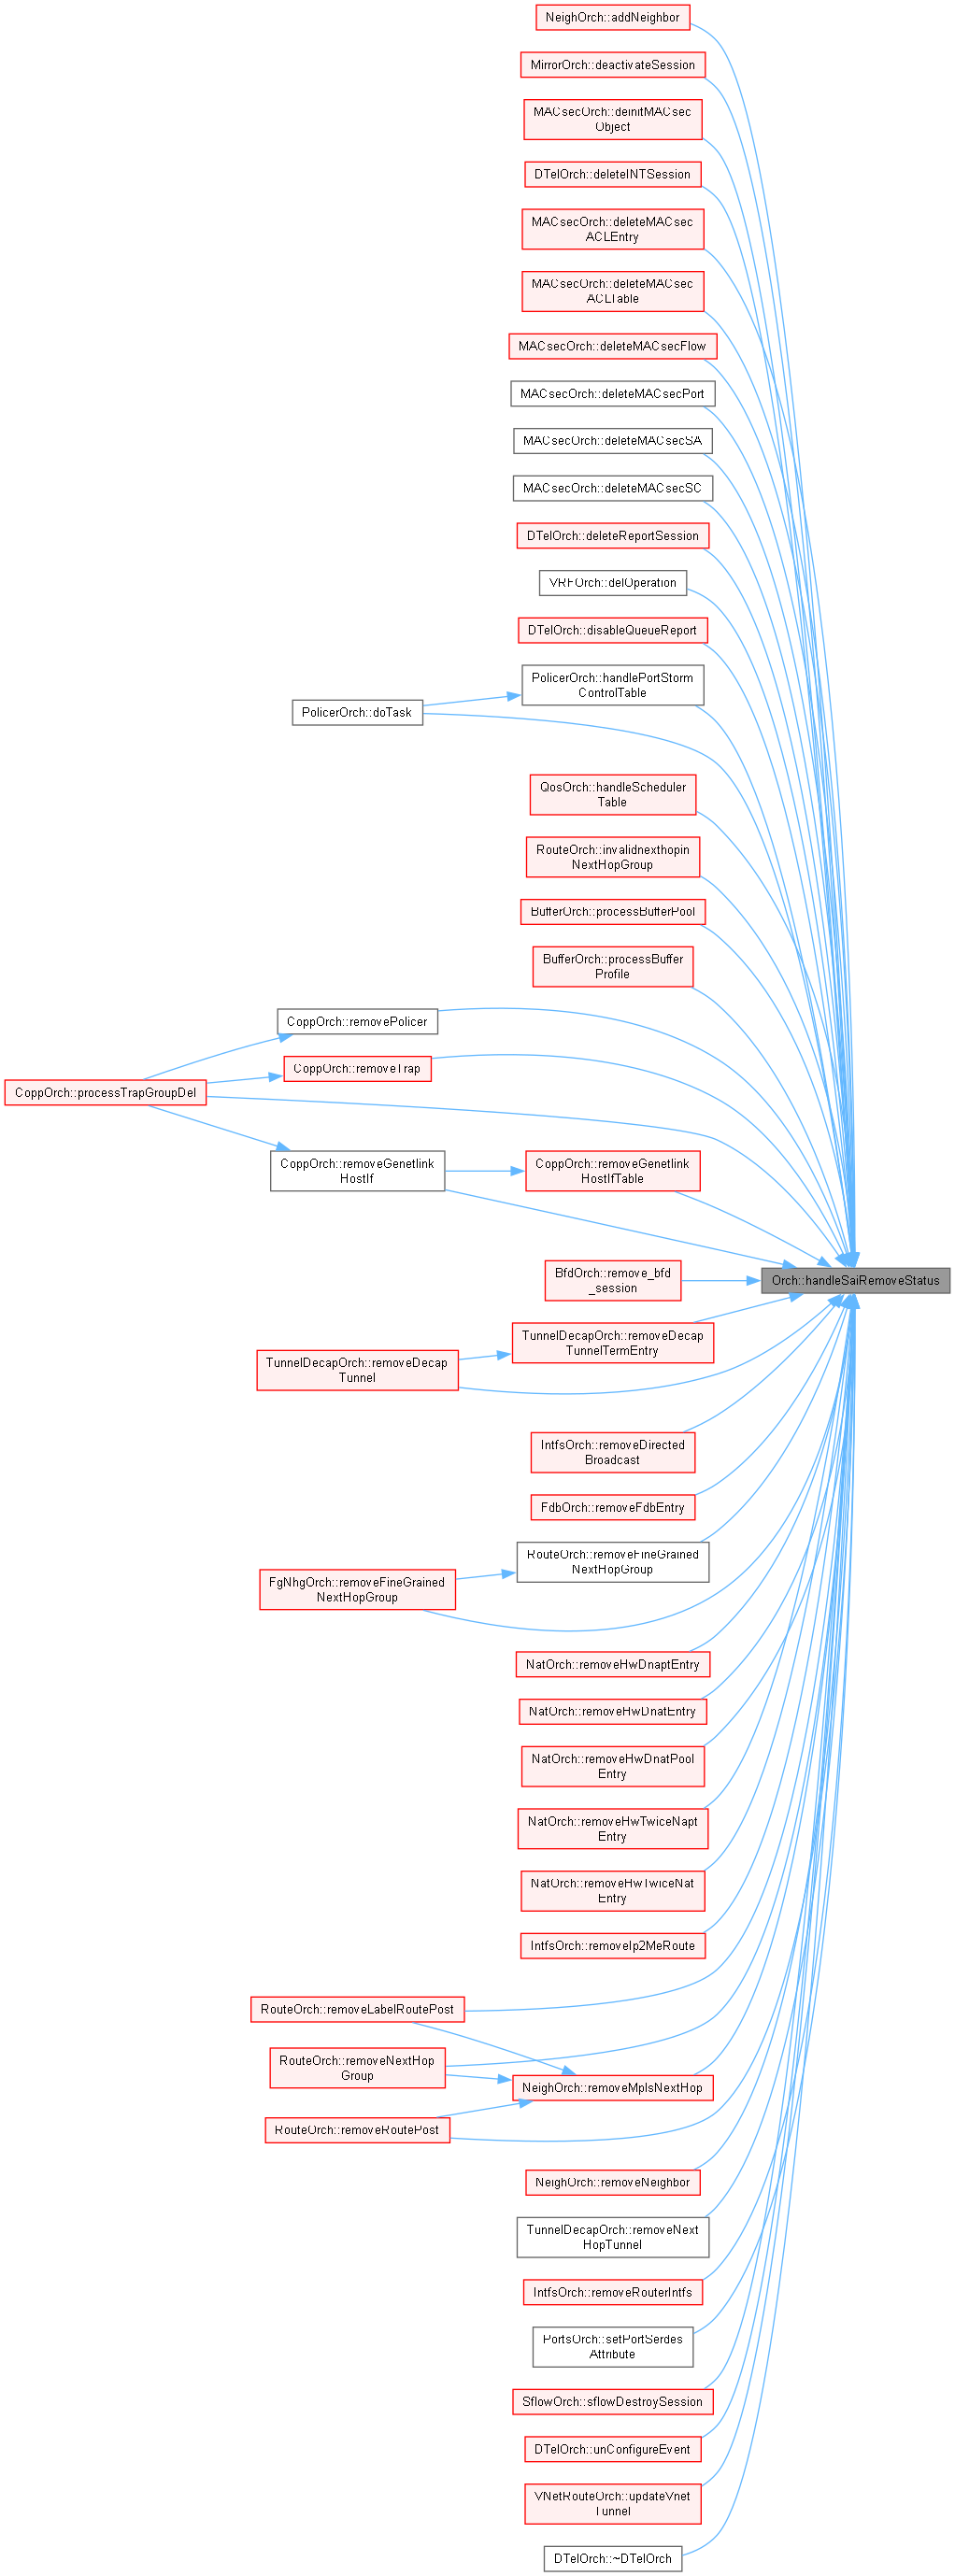 NeighOrch::addNeighbor
MirrorOrch::deactivateSession
MACsecOrch::deinitMACsec
Object
DTelOrch::deleteINTSession
MACsecOrch::deleteMACsec
ACLEntry
MACsecOrch::deleteMACsec
ACLTable
MACsecOrch::deleteMACsecFlow
MACsecOrch::deleteMACsecPort
MACsecOrch::deleteMACsecSA
MACsecOrch::deleteMACsecSC
DTelOrch::deleteReportSession
VRFOrch::delOperation
DTelOrch::disableQueueReport
PolicerOrch::handlePortStorm
ControlTable
PolicerOrch::doTask
QosOrch::handleScheduler
Table
RouteOrch::invalidnexthopin
NextHopGroup
BufferOrch::processBufferPool
BufferOrch::processBuffer
Profile
CoppOrch::removePolicer
CoppOrch::removeTrap
CoppOrch::processTrapGroupDel
CoppOrch::removeGenetlink
HostIf
CoppOrch::removeGenetlink
HostIfTable
BfdOrch::remove_bfd
_session
Orch::handleSaiRemoveStatus
TunnelDecapOrch::removeDecap
TunnelTermEntry
TunnelDecapOrch::removeDecap
Tunnel
IntfsOrch::removeDirected
Broadcast
FdbOrch::removeFdbEntry
RouteOrch::removeFineGrained
NextHopGroup
FgNhgOrch::removeFineGrained
NextHopGroup
NatOrch::removeHwDnaptEntry
NatOrch::removeHwDnatEntry
NatOrch::removeHwDnatPool
Entry
NatOrch::removeHwTwiceNapt
Entry
NatOrch::removeHwTwiceNat
Entry
IntfsOrch::removeIp2MeRoute
RouteOrch::removeLabelRoutePost
RouteOrch::removeNextHop
Group
NeighOrch::removeMplsNextHop
RouteOrch::removeRoutePost
NeighOrch::removeNeighbor
TunnelDecapOrch::removeNext
HopTunnel
IntfsOrch::removeRouterIntfs
PortsOrch::setPortSerdes
Attribute
SflowOrch::sflowDestroySession
DTelOrch::unConfigureEvent
VNetRouteOrch::updateVnet
Tunnel
DTelOrch::~DTelOrch